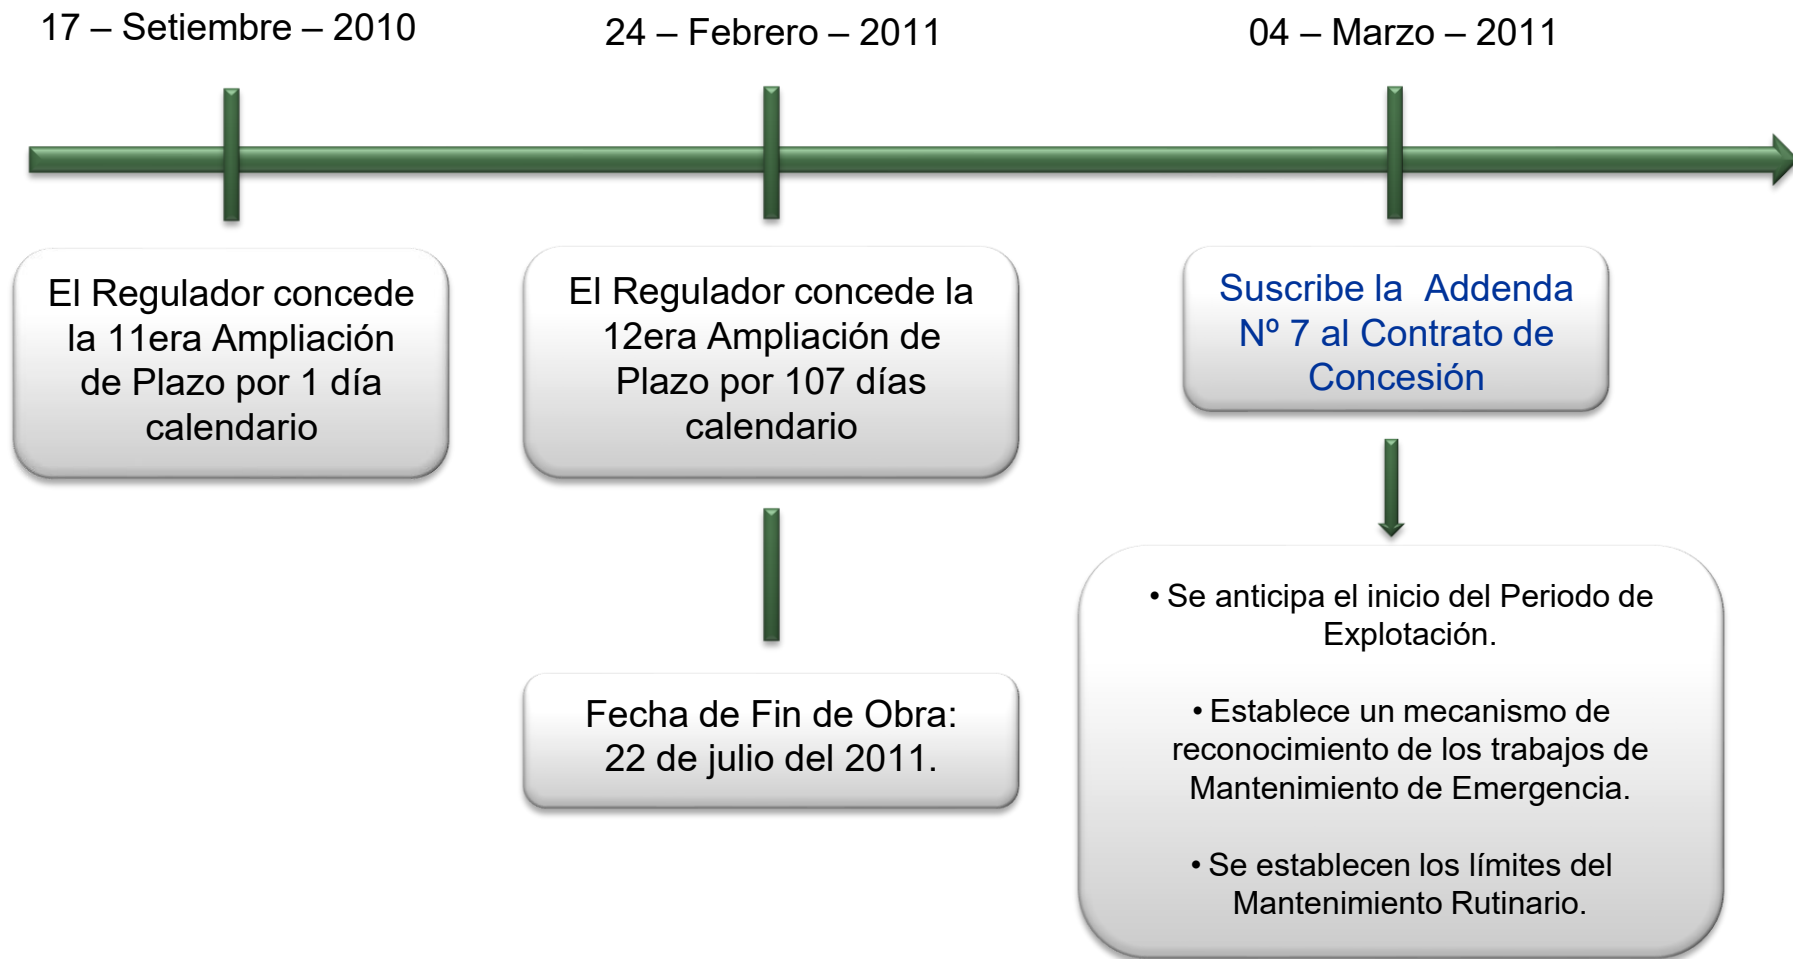 17 – Setiembre – 2010
24 – Febrero – 2011
04 – Marzo – 2011
El Regulador concede
la 11era Ampliación
de Plazo por 1 día
calendario
El Regulador concede la
12era Ampliación de
Plazo por 107 días
calendario
Suscribe la Addenda
Nº 7 al Contrato de
Concesión
Fecha de Fin de Obra:
22 de julio del 2011.
• Se anticipa el inicio del Periodo de
Explotación.
• Establece un mecanismo de
reconocimiento de los trabajos de
Mantenimiento de Emergencia.
• Se establecen los límites del
Mantenimiento Rutinario.